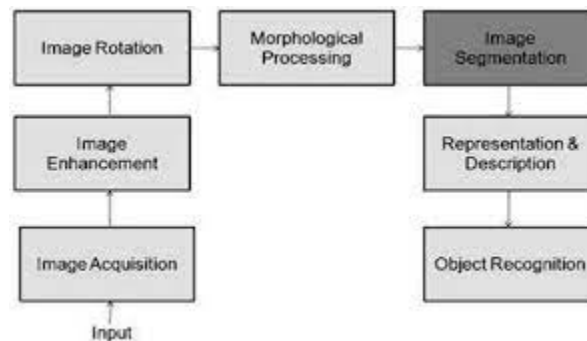 Image Rotation
Morphological
Processing
Image
Segmentation
Image
Enhancement
Representation &
Description
Image Acquisition
Object Recognition
Input